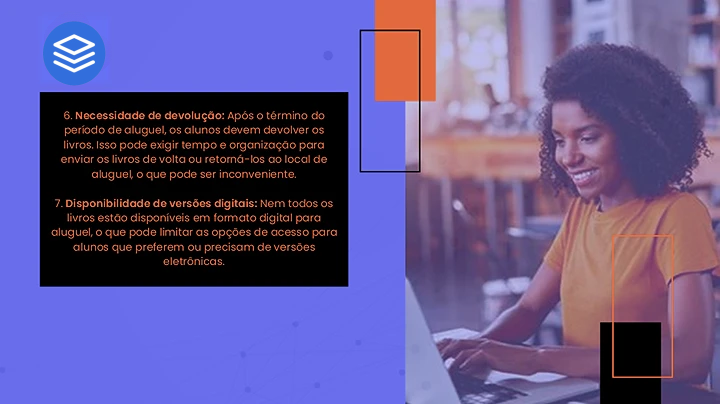 6. Necessidade de devolução: Após o término do
período de aluguel, os alunos devem devolver os
livros. Isso pode exigir tempo e organização para
enviar os livros de volta ou retorná-los ao local de
aluguel, o que pode ser inconveniente.
7. Disponibilidade de versões digitais: Nem todos os
livros estão disponíveis em formato digital para
aluguel, o que pode limitar as opções de acesso para
alunos que preferem ou precisam de versões
eletrônicas.